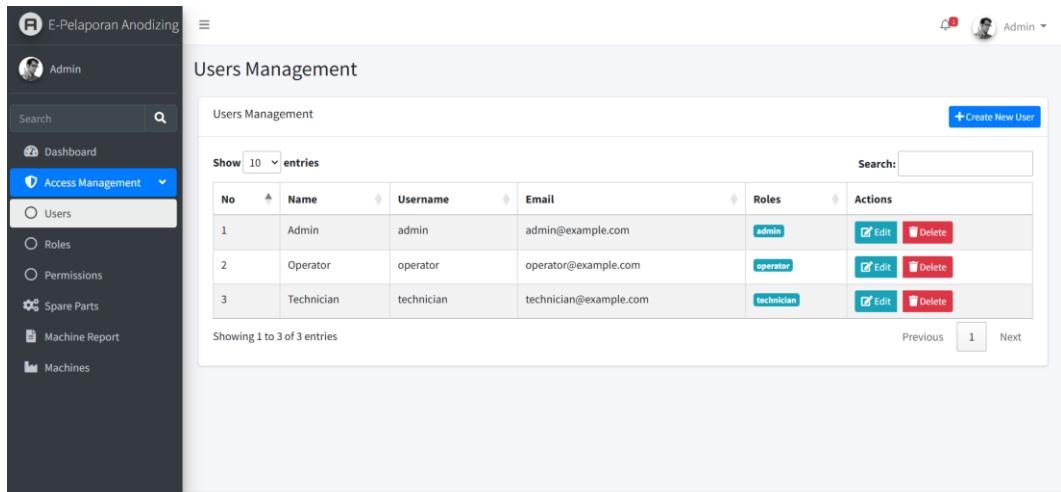 E-Pelaporan Anodizing
1
Admin
Admin
Search
Dashboard
Access Management
Users
Roles
Permissions
Spare Parts
Machine Report
Machines
Users Management
Users Management
Create New User
Show 10 entries
Search:
No Name Username Email Roles Actions
1 Admin admin admin@example.com admin Edit Delete
2 Operator operator operator@example.com operator Edit Delete
3 Technician technician technician@example.com technician Edit Delete
Showing 1 to 3 of 3 entries
Previous 1 Next